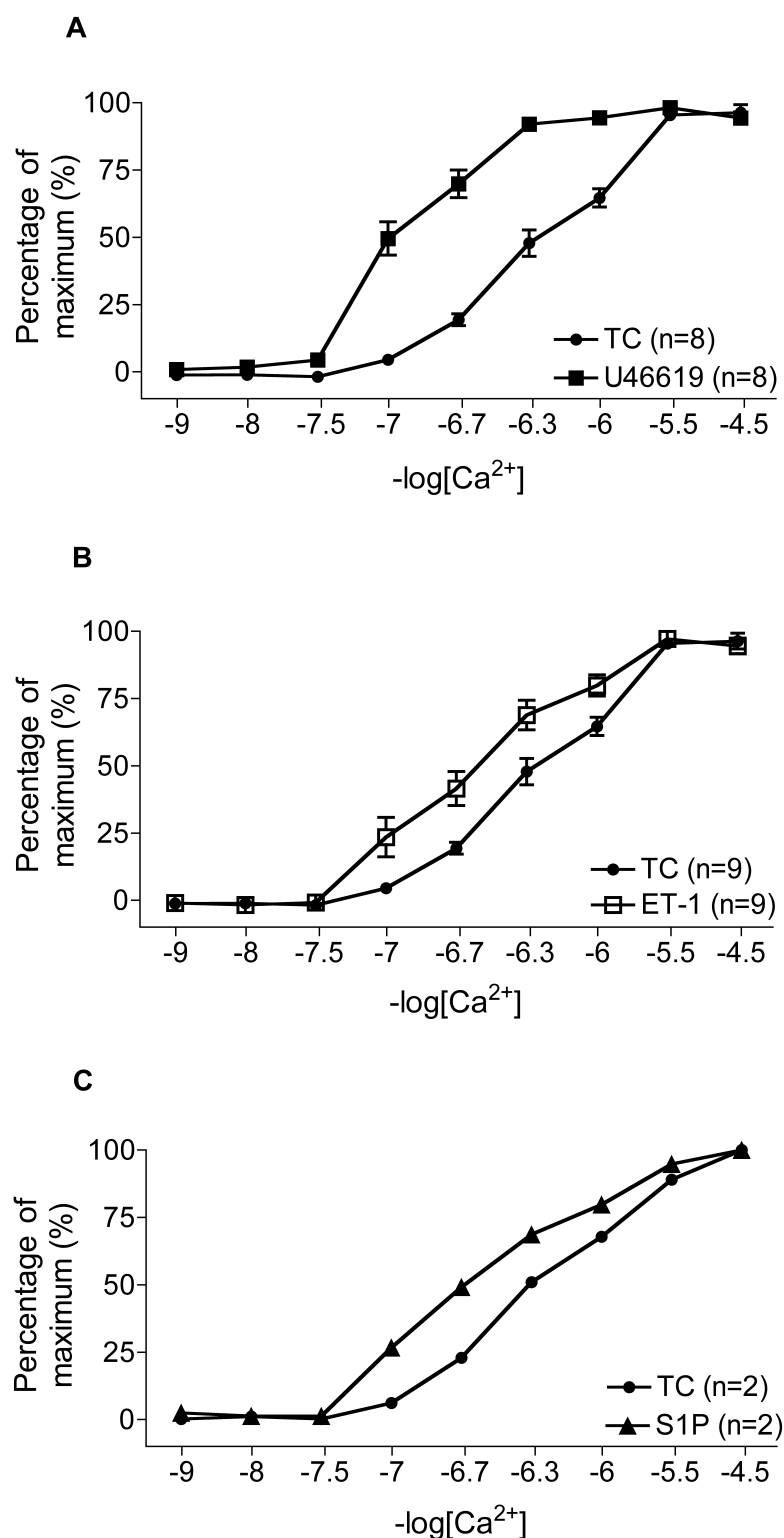 A
Percentage of
maximum (%)
100
75
50
25
0
TC (n=8)
U46619 (n=8)
-9 -8 -7.5 -7 -6.7 -6.3 -6 -5.5 -4.5
-log[Ca²⁺]
B
Percentage of
maximum (%)
100
75
50
25
0
TC (n=9)
ET-1 (n=9)
-9 -8 -7.5 -7 -6.7 -6.3 -6 -5.5 -4.5
-log[Ca²⁺]
C
Percentage of
maximum (%)
100
75
50
25
0
TC (n=2)
S1P (n=2)
-9 -8 -7.5 -7 -6.7 -6.3 -6 -5.5 -4.5
-log[Ca²⁺]